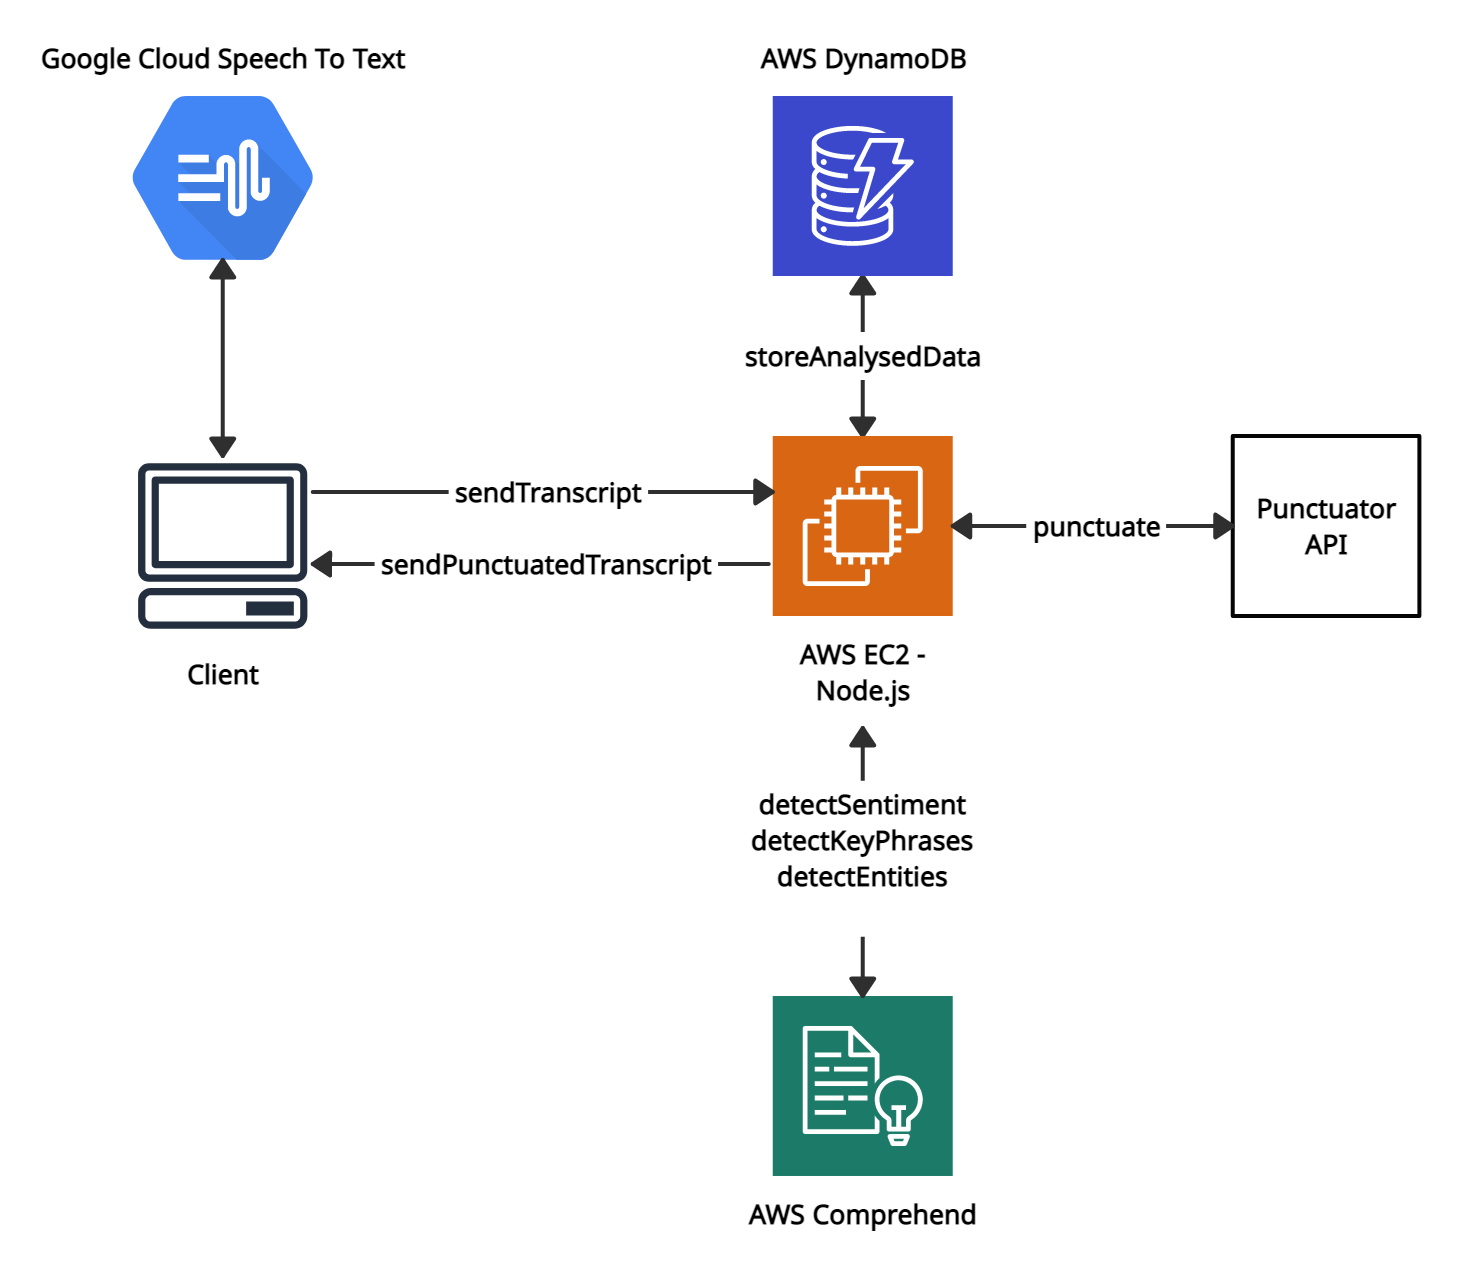 Google Cloud Speech To Text
AWS DynamoDB
storeAnalysedData
sendTranscript
sendPunctuatedTranscript
punctuate
Punctuator
API
Client
AWS EC2 -
Node.js
detectSentiment
detectKeyPhrases
detectEntities
AWS Comprehend